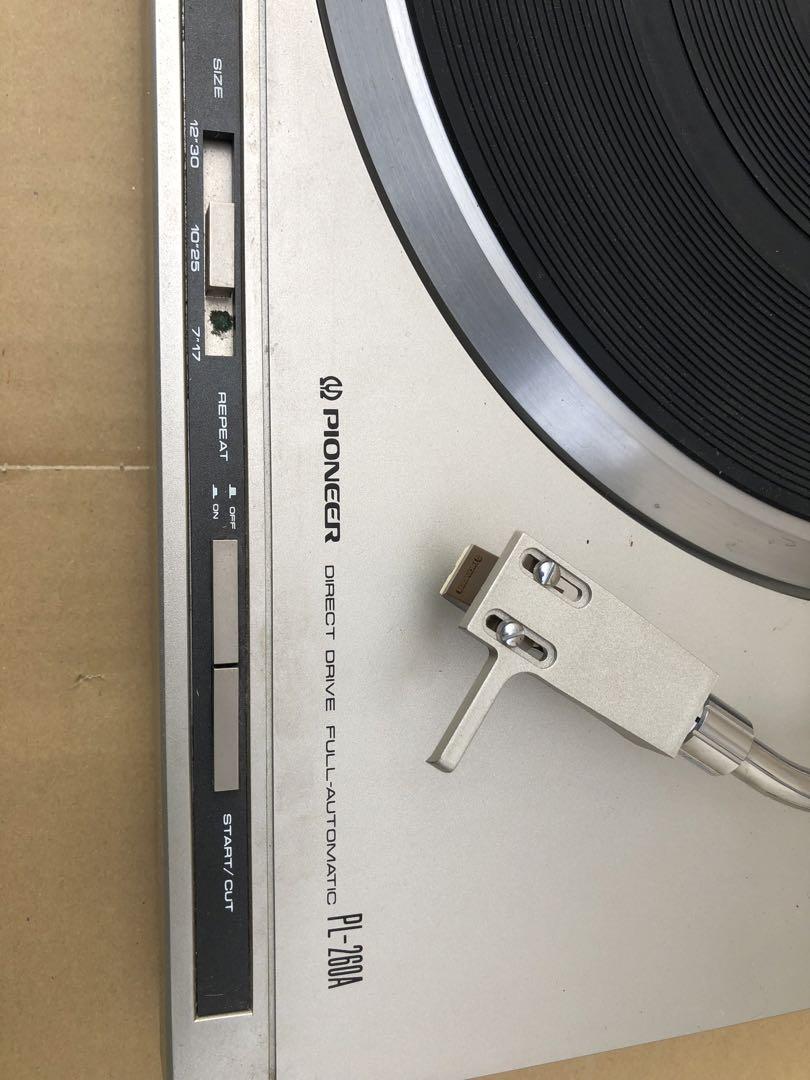 SIZE
12"30
10"25
7"17
REPEAT
OFF
ON
START/CUT
PIONEER DIRECT DRIVE FULL-AUTOMATIC PL-260A